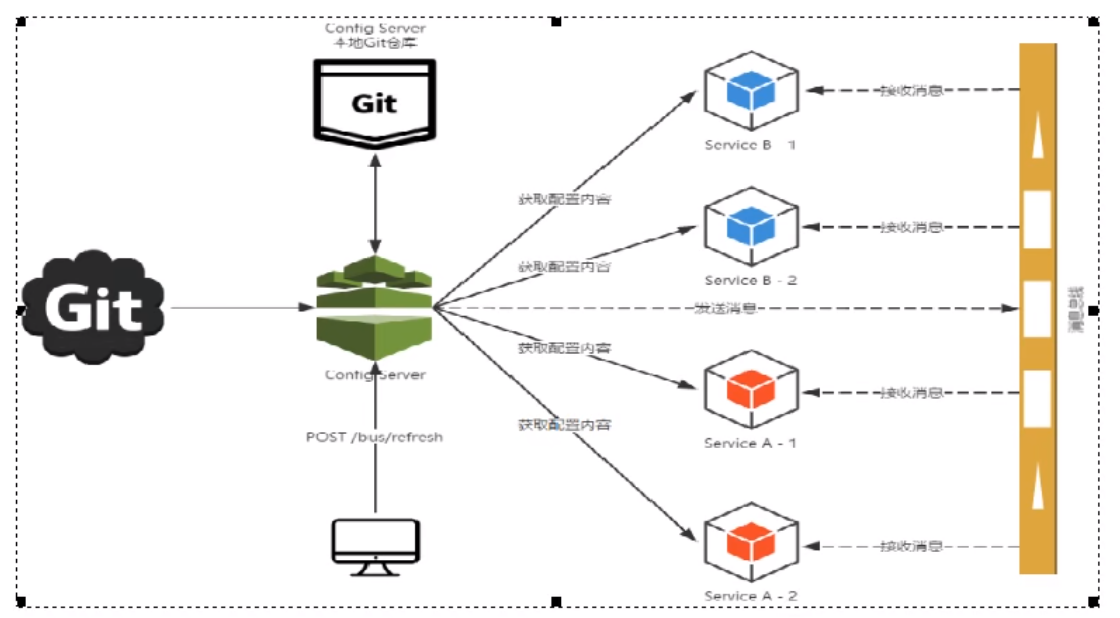 Config Server
本地Git仓库
Git
Service B - 1
接收消息
获取配置内容
Service B - 2
接收消息
获取配置内容
Git
发送消息
消息总线
Config Server
获取配置内容
Service A - 1
接收消息
获取配置内容
POST /bus/refresh
Service A - 2
接收消息